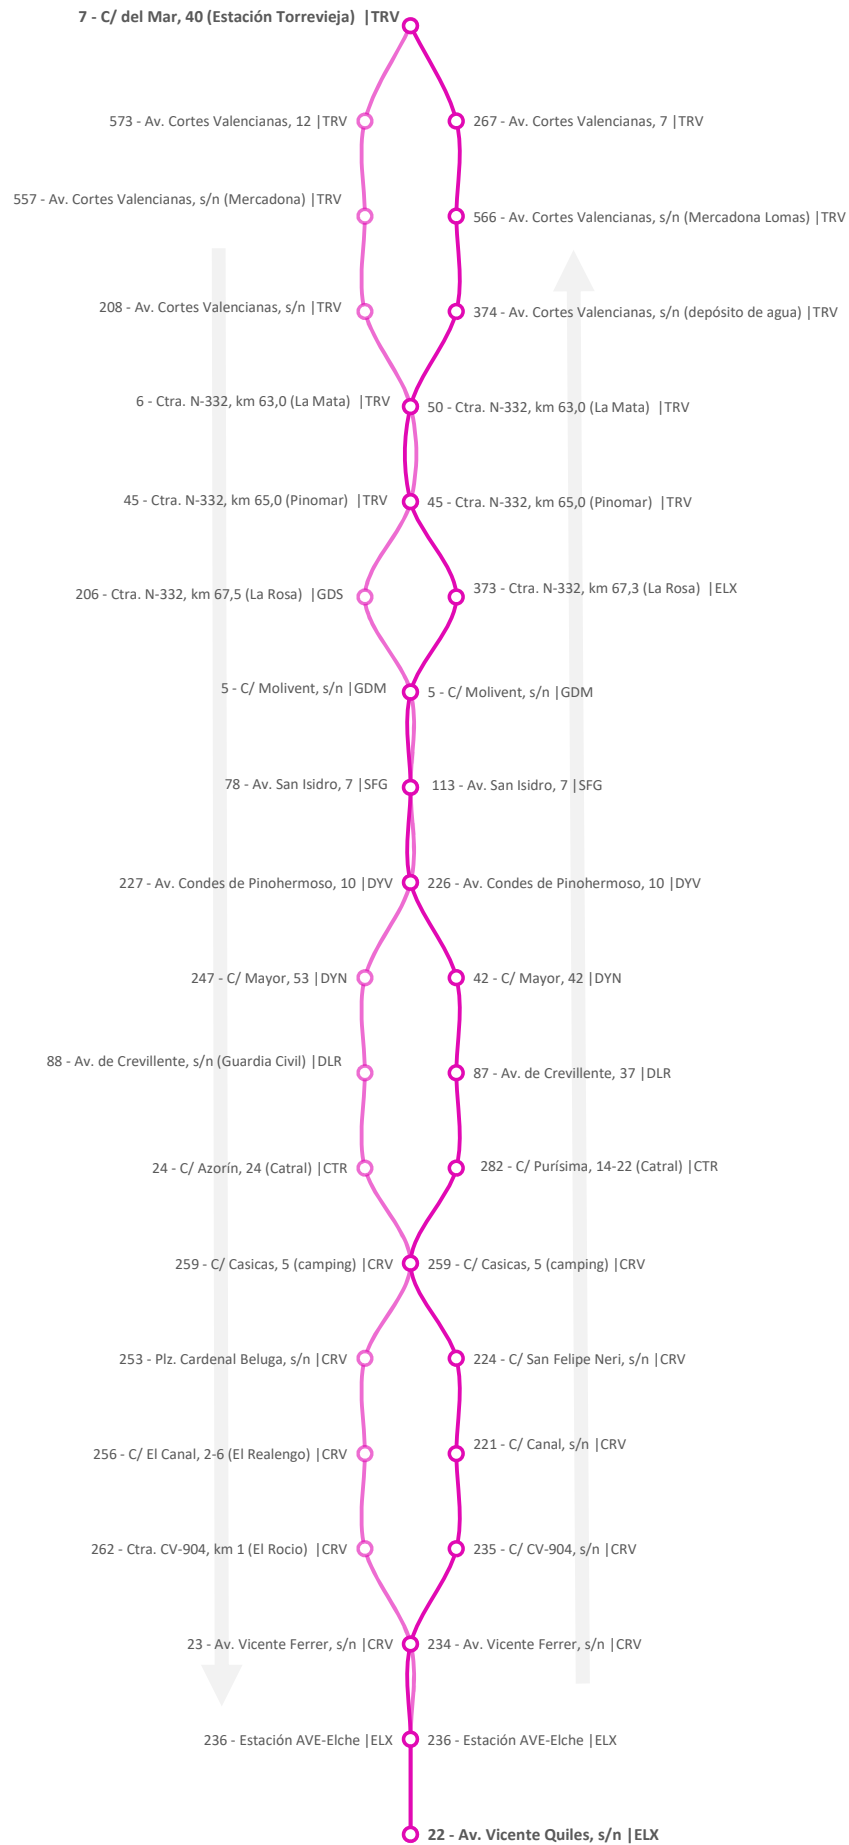 7 - C/ del Mar, 40 (Estación Torrevieja) |TRV
573 - Av. Cortes Valencianas, 12 |TRV
267 - Av. Cortes Valencianas, 7 |TRV
557 - Av. Cortes Valencianas, s/n (Mercadona) |TRV
566 - Av. Cortes Valencianas, s/n (Mercadona Lomas) |TRV
208 - Av. Cortes Valencianas, s/n |TRV
374 - Av. Cortes Valencianas, s/n (depósito de agua) |TRV
6 - Ctra. N-332, km 63,0 (La Mata) |TRV
50 - Ctra. N-332, km 63,0 (La Mata) |TRV
45 - Ctra. N-332, km 65,0 (Pinomar) |TRV
45 - Ctra. N-332, km 65,0 (Pinomar) |TRV
206 - Ctra. N-332, km 67,5 (La Rosa) |GDS
373 - Ctra. N-332, km 67,3 (La Rosa) |ELX
5 - C/ Molivent, s/n |GDM
5 - C/ Molivent, s/n |GDM
78 - Av. San Isidro, 7 |SFG
113 - Av. San Isidro, 7 |SFG
227 - Av. Condes de Pinohermoso, 10 |DYV
226 - Av. Condes de Pinohermoso, 10 |DYV
247 - C/ Mayor, 53 |DYN
42 - C/ Mayor, 42 |DYN
88 - Av. de Crevillente, s/n (Guardia Civil) |DLR
87 - Av. de Crevillente, 37 |DLR
24 - C/ Azorín, 24 (Catral) |CTR
282 - C/ Purísima, 14-22 (Catral) |CTR
259 - C/ Casicas, 5 (camping) |CRV
259 - C/ Casicas, 5 (camping) |CRV
253 - Plz. Cardenal Beluga, s/n |CRV
224 - C/ San Felipe Neri, s/n |CRV
256 - C/ El Canal, 2-6 (El Realengo) |CRV
221 - C/ Canal, s/n |CRV
262 - Ctra. CV-904, km 1 (El Rocio) |CRV
235 - C/ CV-904, s/n |CRV
23 - Av. Vicente Ferrer, s/n |CRV
234 - Av. Vicente Ferrer, s/n |CRV
236 - Estación AVE-Elche |ELX
236 - Estación AVE-Elche |ELX
22 - Av. Vicente Quiles, s/n |ELX